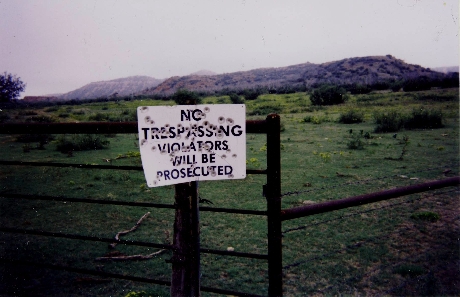 NO
TRESPASSING
VIOLATORS
WILL BE
PROSECUTED